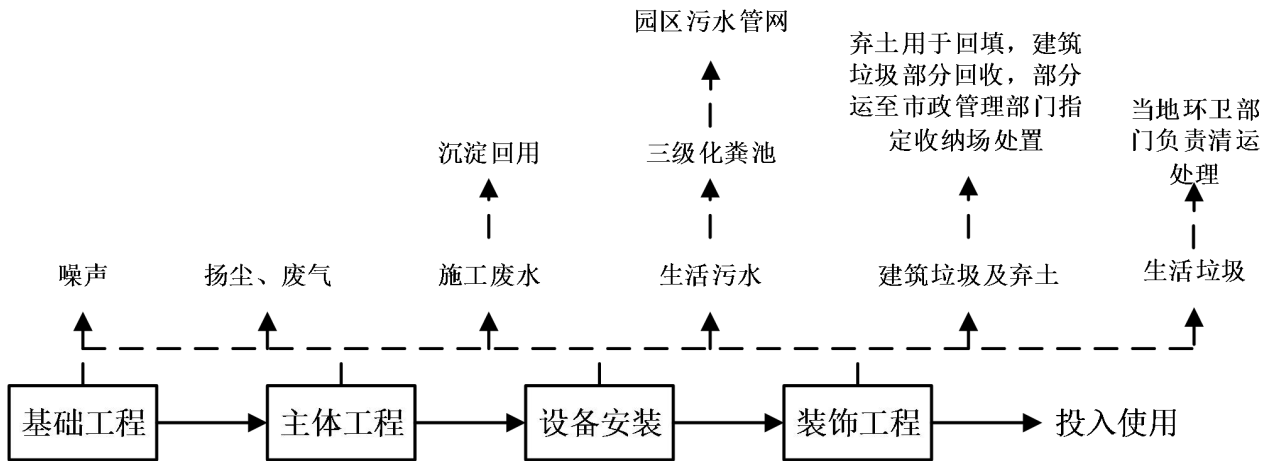 园区污水管网
弃土用于回填，建筑
垃圾部分回收，部分
运至市政管理部门指
定收纳场处置
当地环卫部
门负责清运
处理
沉淀回用
三级化粪池
噪声
扬尘、废气
施工废水
生活污水
建筑垃圾及弃土
生活垃圾
基础工程
主体工程
设备安装
装饰工程
投入使用